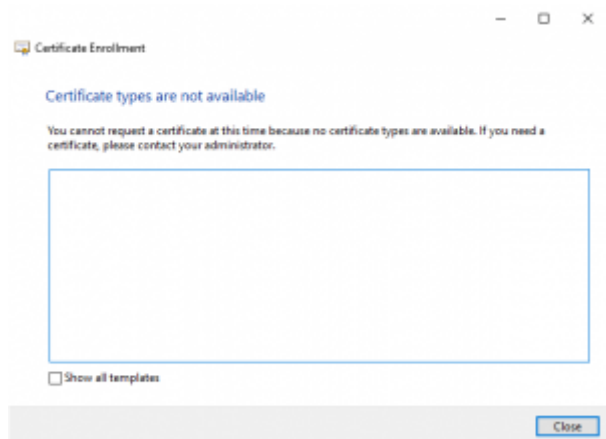 Certificate Enrollment
Certificate types are not available
You cannot request a certificate at this time because no certificate types are available. If you need a
certificate, please contact your administrator.
Show all templates
Close